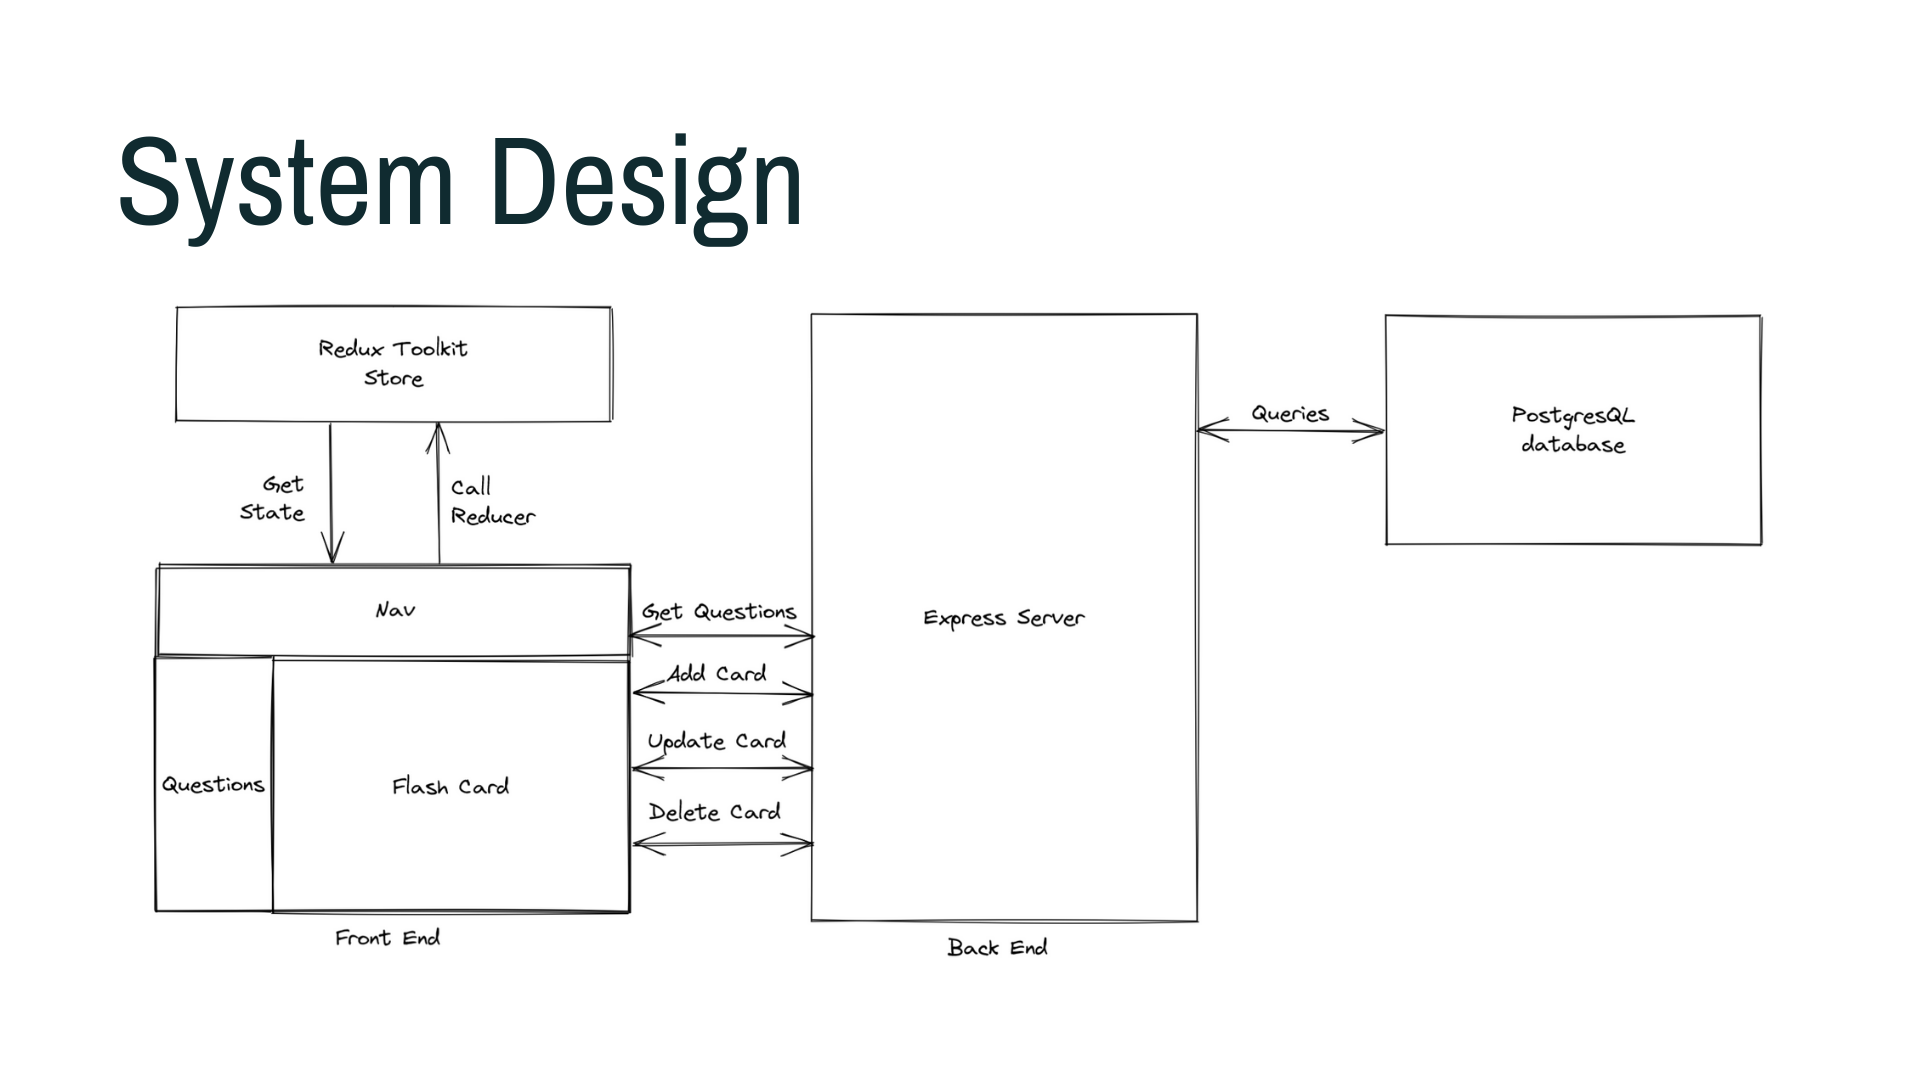 System Design
Redux Toolkit
Store
Get
State
Call
Reducer
Nav
Questions
Flash Card
Front End
Get Questions
Add Card
Update Card
Delete Card
Express Server
Back End
Queries
PostgresQL
database